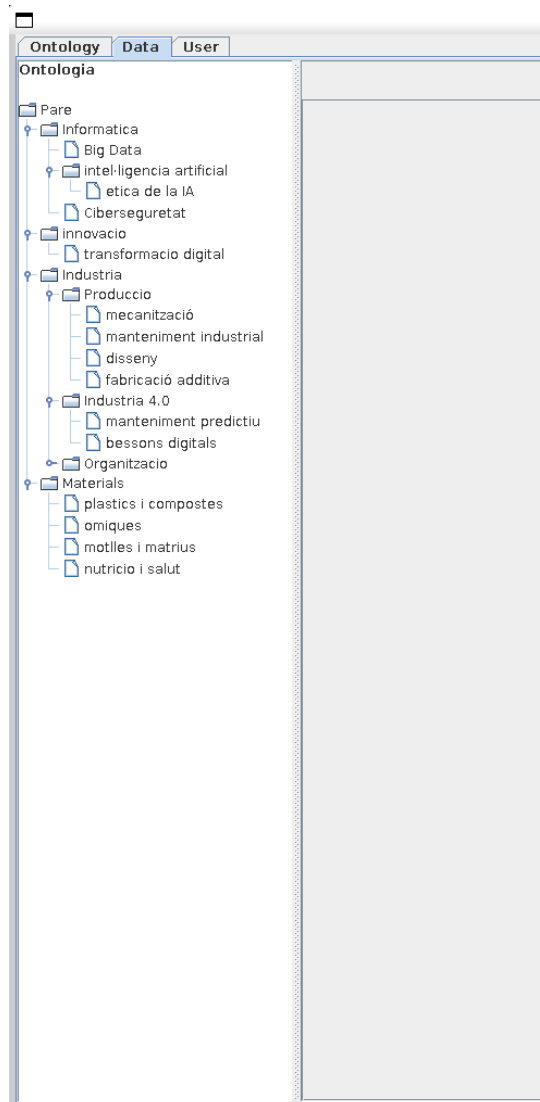 Ontology Data User
Ontologia
Pare
Informatica
Big Data
intel·ligencia artificial
etica de la IA
Ciberseguretat
innovacio
transformacio digital
Industria
Produccio
mecanització
manteniment industrial
disseny
fabricació additiva
Industria 4.0
manteniment predictiu
bessons digitals
Organitzacio
Materials
plastics i compostes
omiques
motlles i matrius
nutricio i salut